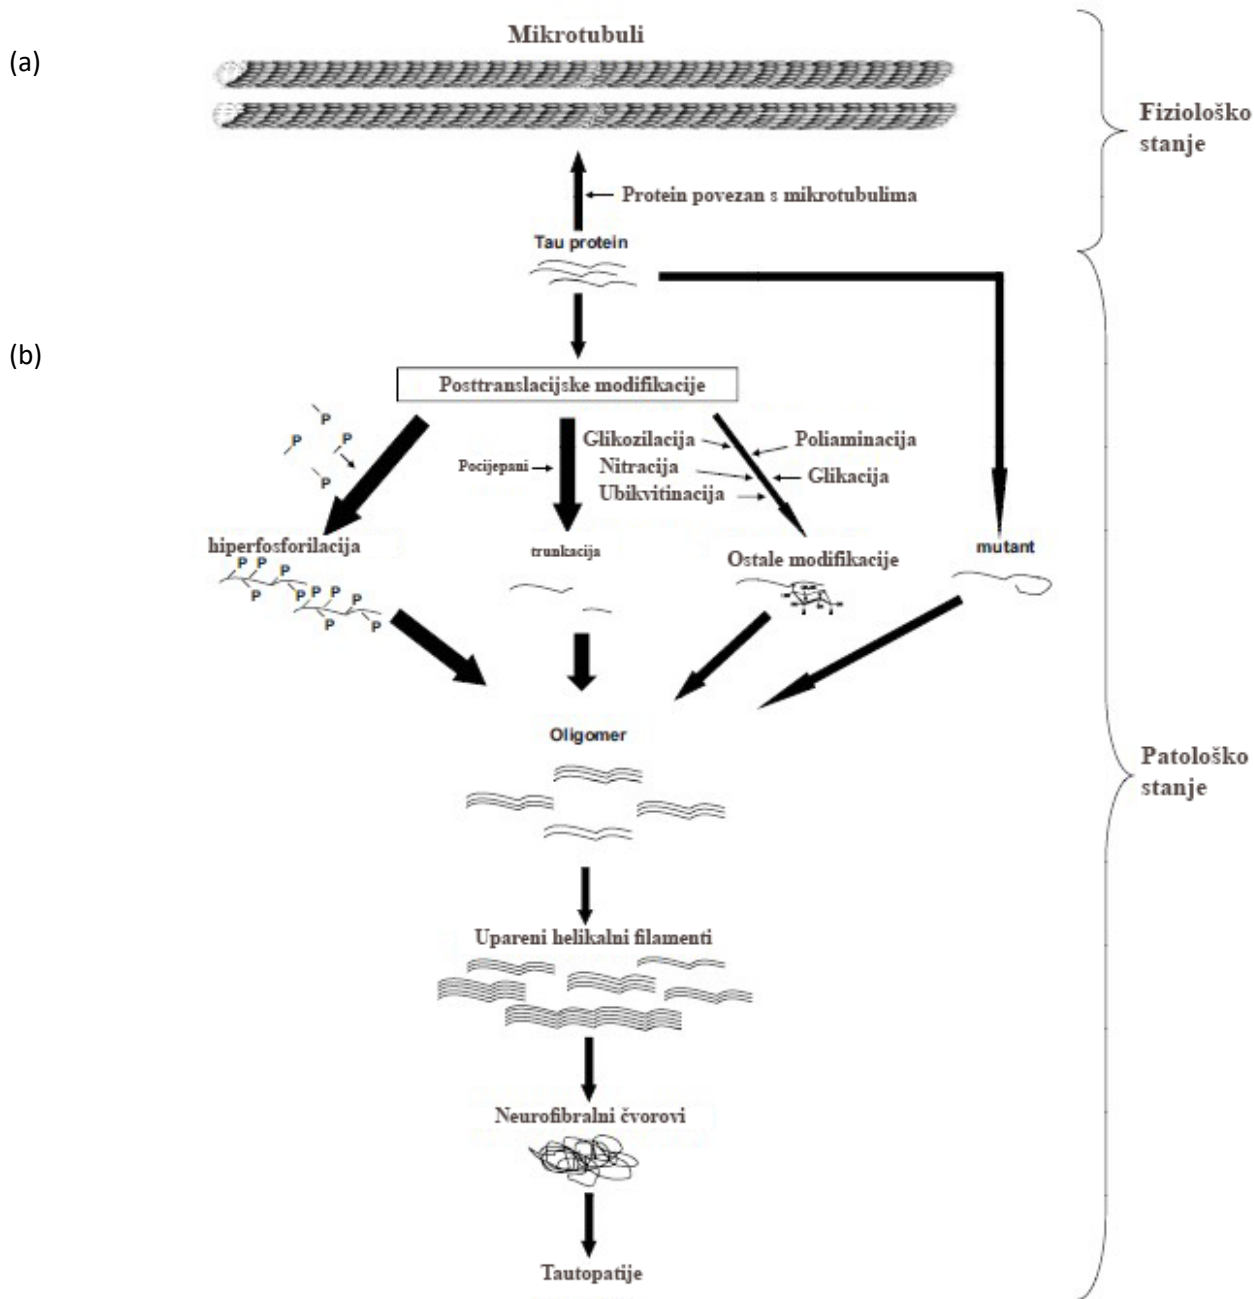 Mikrotubuli
(a)
Fiziološko
stanje
Protein povezan s mikrotubulima
Tau protein
(b)
Posttranslacijske modifikacije
P
P
P
P
Pocijepani
Glikozilacija
Poliaminacija
Nitracija
Glikacija
Ubikvitinacija
hiperfosforilacija
trunkacija
Ostale modifikacije
mutant
P P P
P P P P
P
P
P P
Oligomer
Patološko
stanje
Upareni helikalni filamenti
Neurofibralni čvorovi
Tautopatije